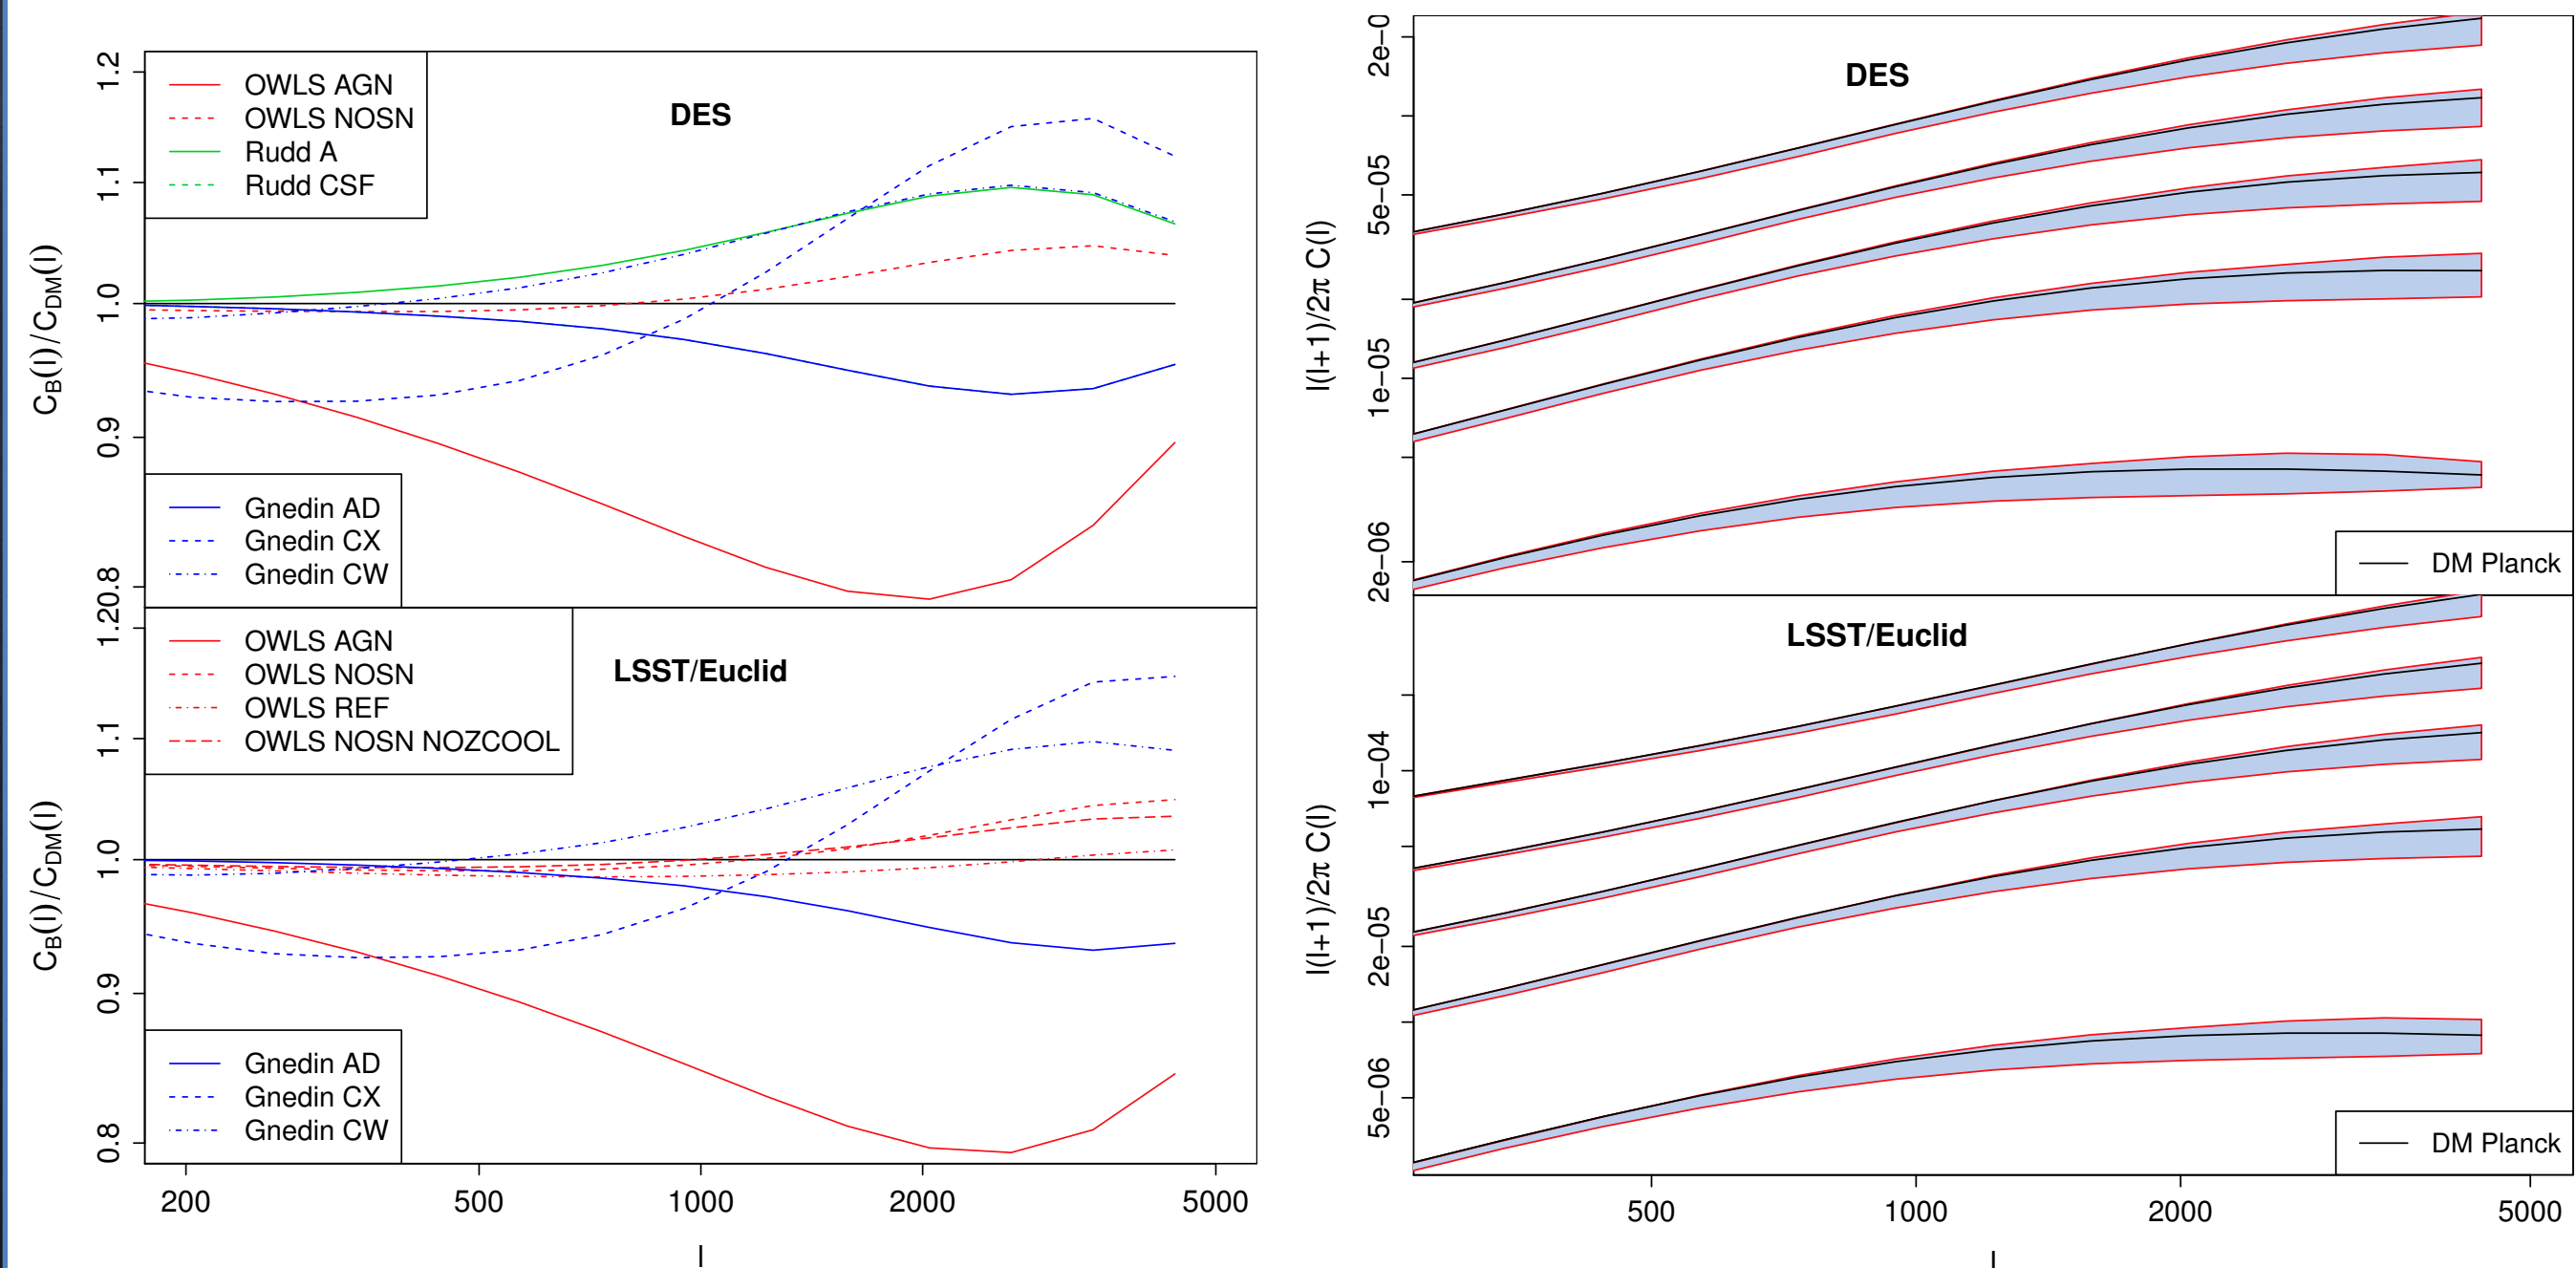 DES
OWLS AGN
OWLS NOSN
Rudd A
Rudd CSF
Gnedin AD
Gnedin CX
Gnedin CW
1.2
1.1
1.0
0.9
0.8
C_B(l)/C_DM(l)
LSST/Euclid
OWLS AGN
OWLS NOSN
OWLS REF
OWLS NOSN NOZCOOL
Gnedin AD
Gnedin CX
Gnedin CW
1.2
1.1
1.0
0.9
0.8
C_B(l)/C_DM(l)
200 500 1000 2000 5000
l
DES
2e−0
5e−05
1e−05
2e−06
l(l+1)/2π C(l)
DM Planck
LSST/Euclid
1e−04
2e−05
5e−06
l(l+1)/2π C(l)
DM Planck
500 1000 2000 5000
l